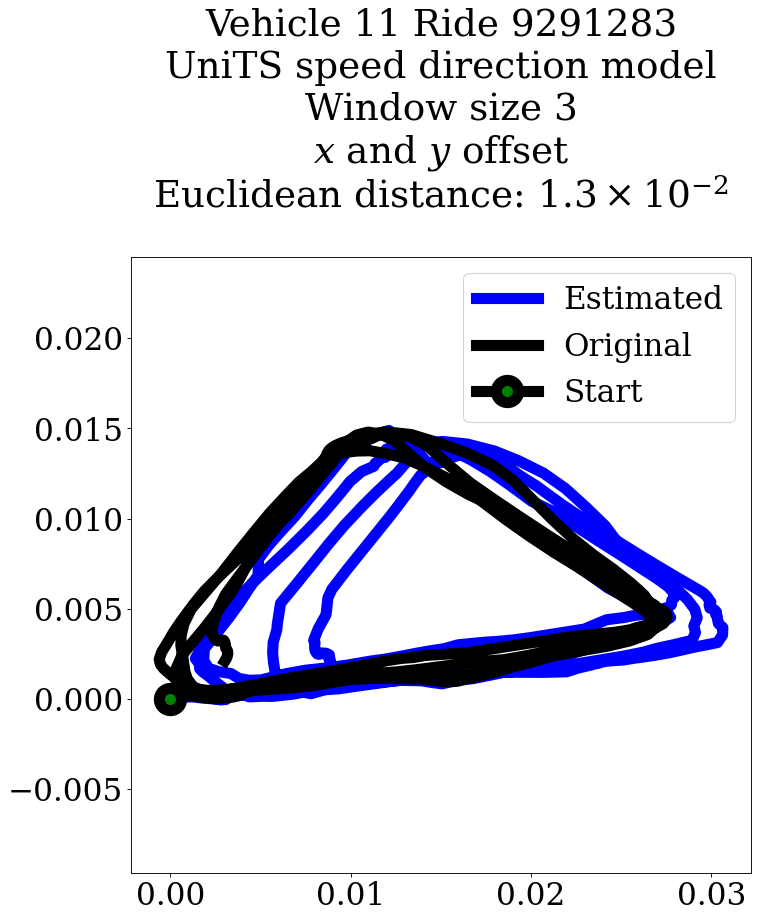 Vehicle 11 Ride 9291283
UniTS speed direction model
Window size 3
x and y offset
Euclidean distance: 1.3 × 10⁻²
Estimated
Original
Start
0.020
0.015
0.010
0.005
0.000
−0.005
0.00 0.01 0.02 0.03